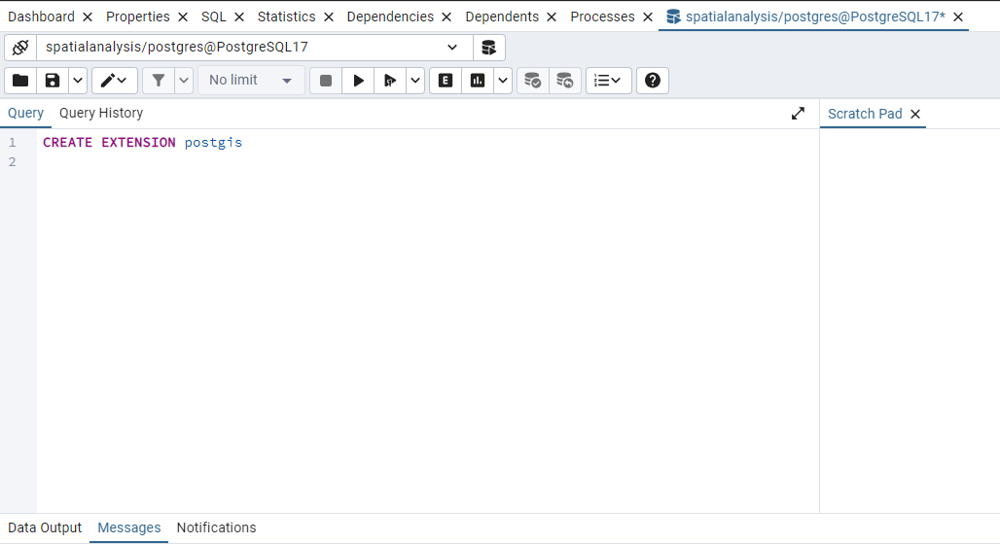 Dashboard Properties SQL Statistics Dependencies Dependents Processes spatialanalysis/postgres@PostgreSQL17*
spatialanalysis/postgres@PostgreSQL17
No limit E
Query Query History Scratch Pad
1 CREATE EXTENSION postgis
2
Data Output Messages Notifications